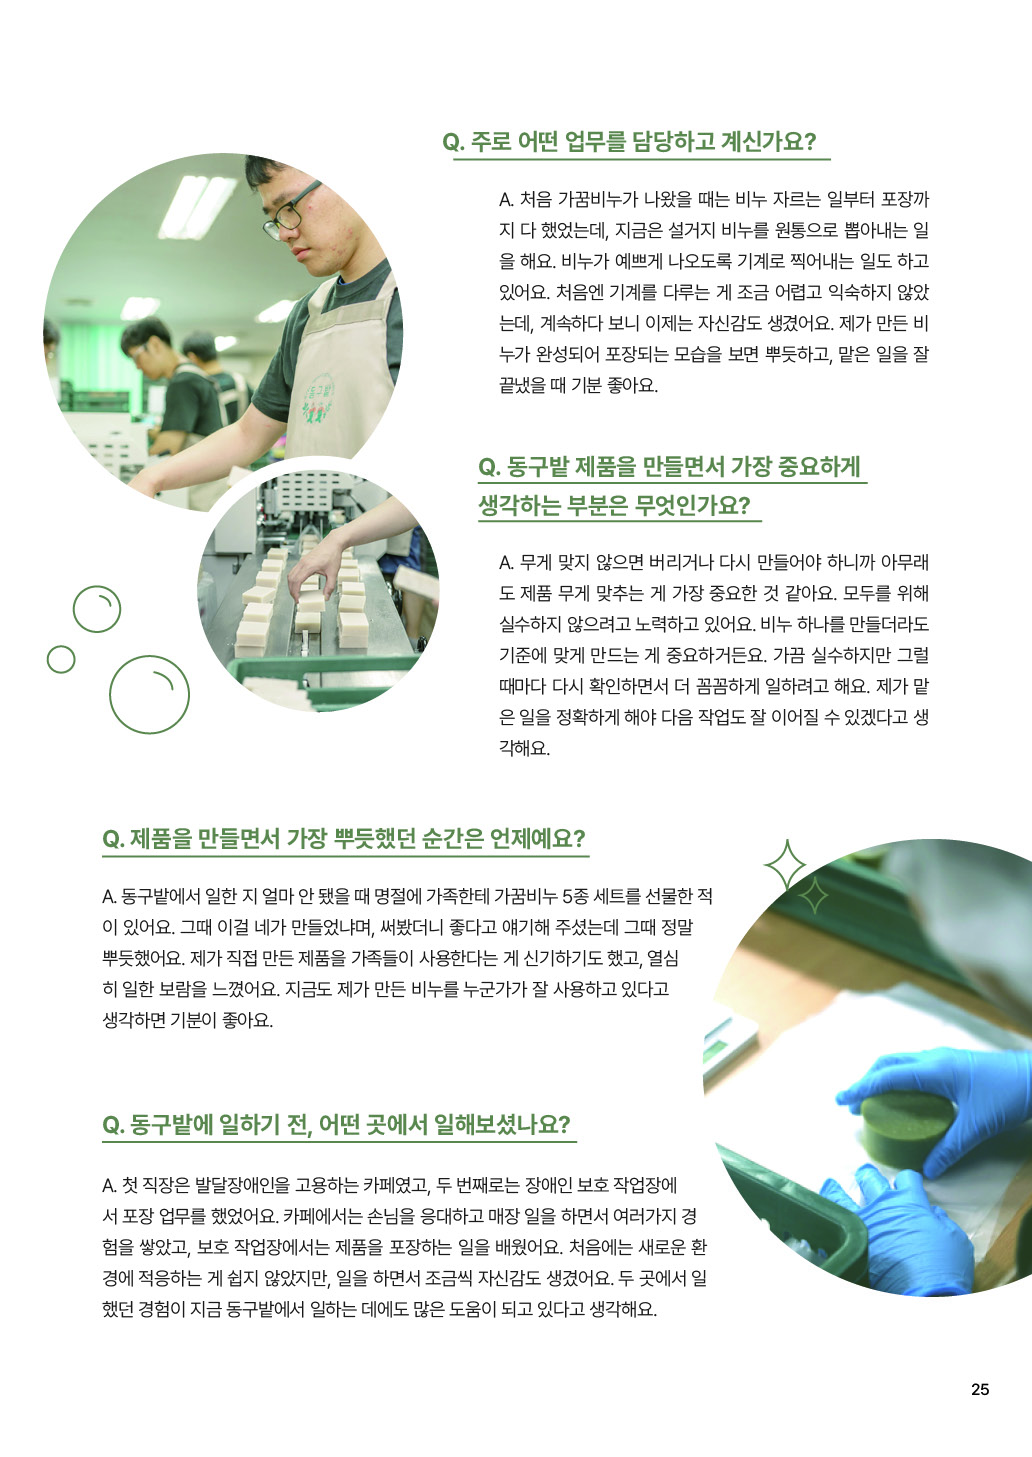 Q. 주로 어떤 업무를 담당하고 계신가요?
A. 처음 가꿈비누가 나왔을 때는 비누 자르는 일부터 포장까
지 다 했었는데, 지금은 설거지 비누를 원통으로 뽑아내는 일
을 해요. 비누가 예쁘게 나오도록 기계로 찍어내는 일도 하고
있어요. 처음엔 기계를 다루는 게 조금 어렵고 익숙하지 않았
는데, 계속하다 보니 이제는 자신감도 생겼어요. 제가 만든 비
누가 완성되어 포장되는 모습을 보면 뿌듯하고, 맡은 일을 잘
끝냈을 때 기분 좋아요.
동구밭
Q. 동구밭 제품을 만들면서 가장 중요하게
생각하는 부분은 무엇인가요?
A. 무게 맞지 않으면 버리거나 다시 만들어야 하니까 아무래
도 제품 무게 맞추는 게 가장 중요한 것 같아요. 모두를 위해
실수하지 않으려고 노력하고 있어요. 비누 하나를 만들더라도
기준에 맞게 만드는 게 중요하거든요. 가끔 실수하지만 그럴
때마다 다시 확인하면서 더 꼼꼼하게 일하려고 해요. 제가 맡
은 일을 정확하게 해야 다음 작업도 잘 이어질 수 있겠다고 생
각해요.
Q. 제품을 만들면서 가장 뿌듯했던 순간은 언제예요?
A. 동구밭에서 일한 지 얼마 안 됐을 때 명절에 가족한테 가꿈비누 5종 세트를 선물한 적
이 있어요. 그때 이걸 네가 만들었냐며, 써봤더니 좋다고 얘기해 주셨는데 그때 정말
뿌듯했어요. 제가 직접 만든 제품을 가족들이 사용한다는 게 신기하기도 했고, 열심
히 일한 보람을 느꼈어요. 지금도 제가 만든 비누를 누군가가 잘 사용하고 있다고
생각하면 기분이 좋아요.
Q. 동구밭에 일하기 전, 어떤 곳에서 일해보셨나요?
A. 첫 직장은 발달장애인을 고용하는 카페였고, 두 번째로는 장애인 보호 작업장에
서 포장 업무를 했었어요. 카페에서는 손님을 응대하고 매장 일을 하면서 여러가지 경
험을 쌓았고, 보호 작업장에서는 제품을 포장하는 일을 배웠어요. 처음에는 새로운 환
경에 적응하는 게 쉽지 않았지만, 일을 하면서 조금씩 자신감도 생겼어요. 두 곳에서 일
했던 경험이 지금 동구밭에서 일하는 데에도 많은 도움이 되고 있다고 생각해요.
25